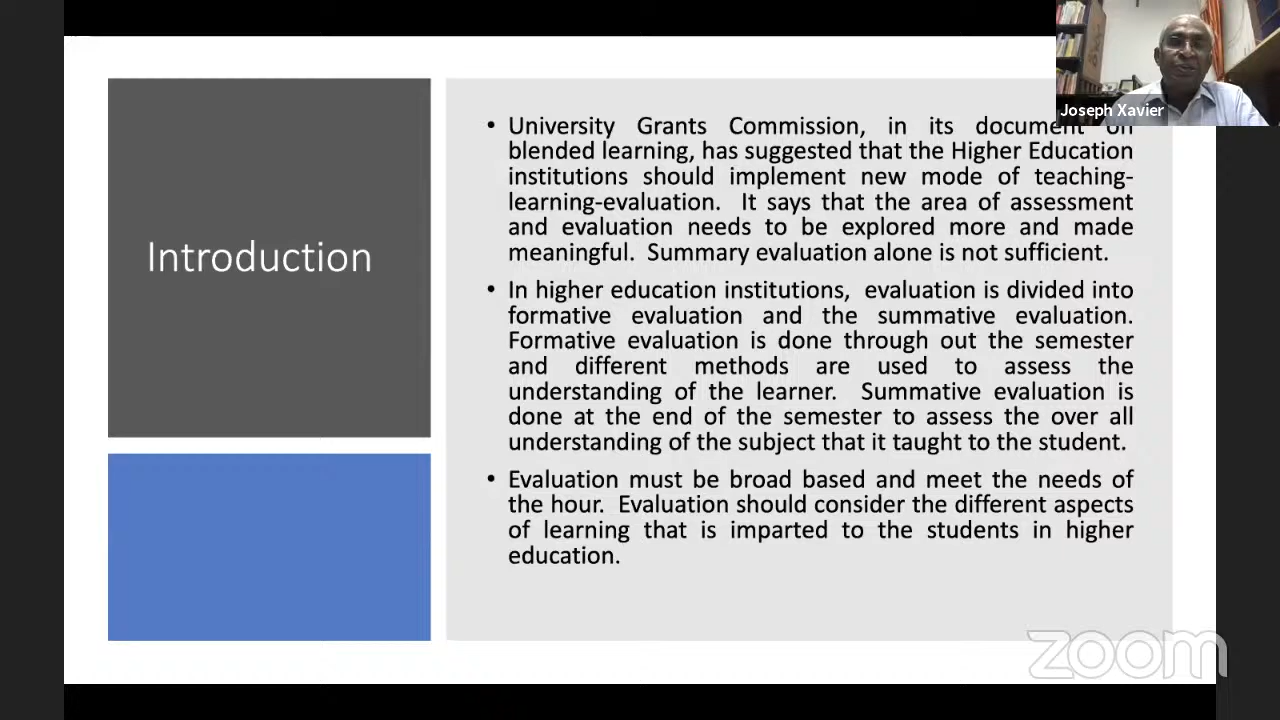 Joseph Xavier
Introduction
• University Grants Commission, in its document on
blended learning, has suggested that the Higher Education
institutions should implement new mode of teaching-
learning-evaluation. It says that the area of assessment
and evaluation needs to be explored more and made
meaningful. Summary evaluation alone is not sufficient.
• In higher education institutions, evaluation is divided into
formative evaluation and the summative evaluation.
Formative evaluation is done through out the semester
and different methods are used to assess the
understanding of the learner. Summative evaluation is
done at the end of the semester to assess the over all
understanding of the subject that it taught to the student.
• Evaluation must be broad based and meet the needs of
the hour. Evaluation should consider the different aspects
of learning that is imparted to the students in higher
education.
zoom